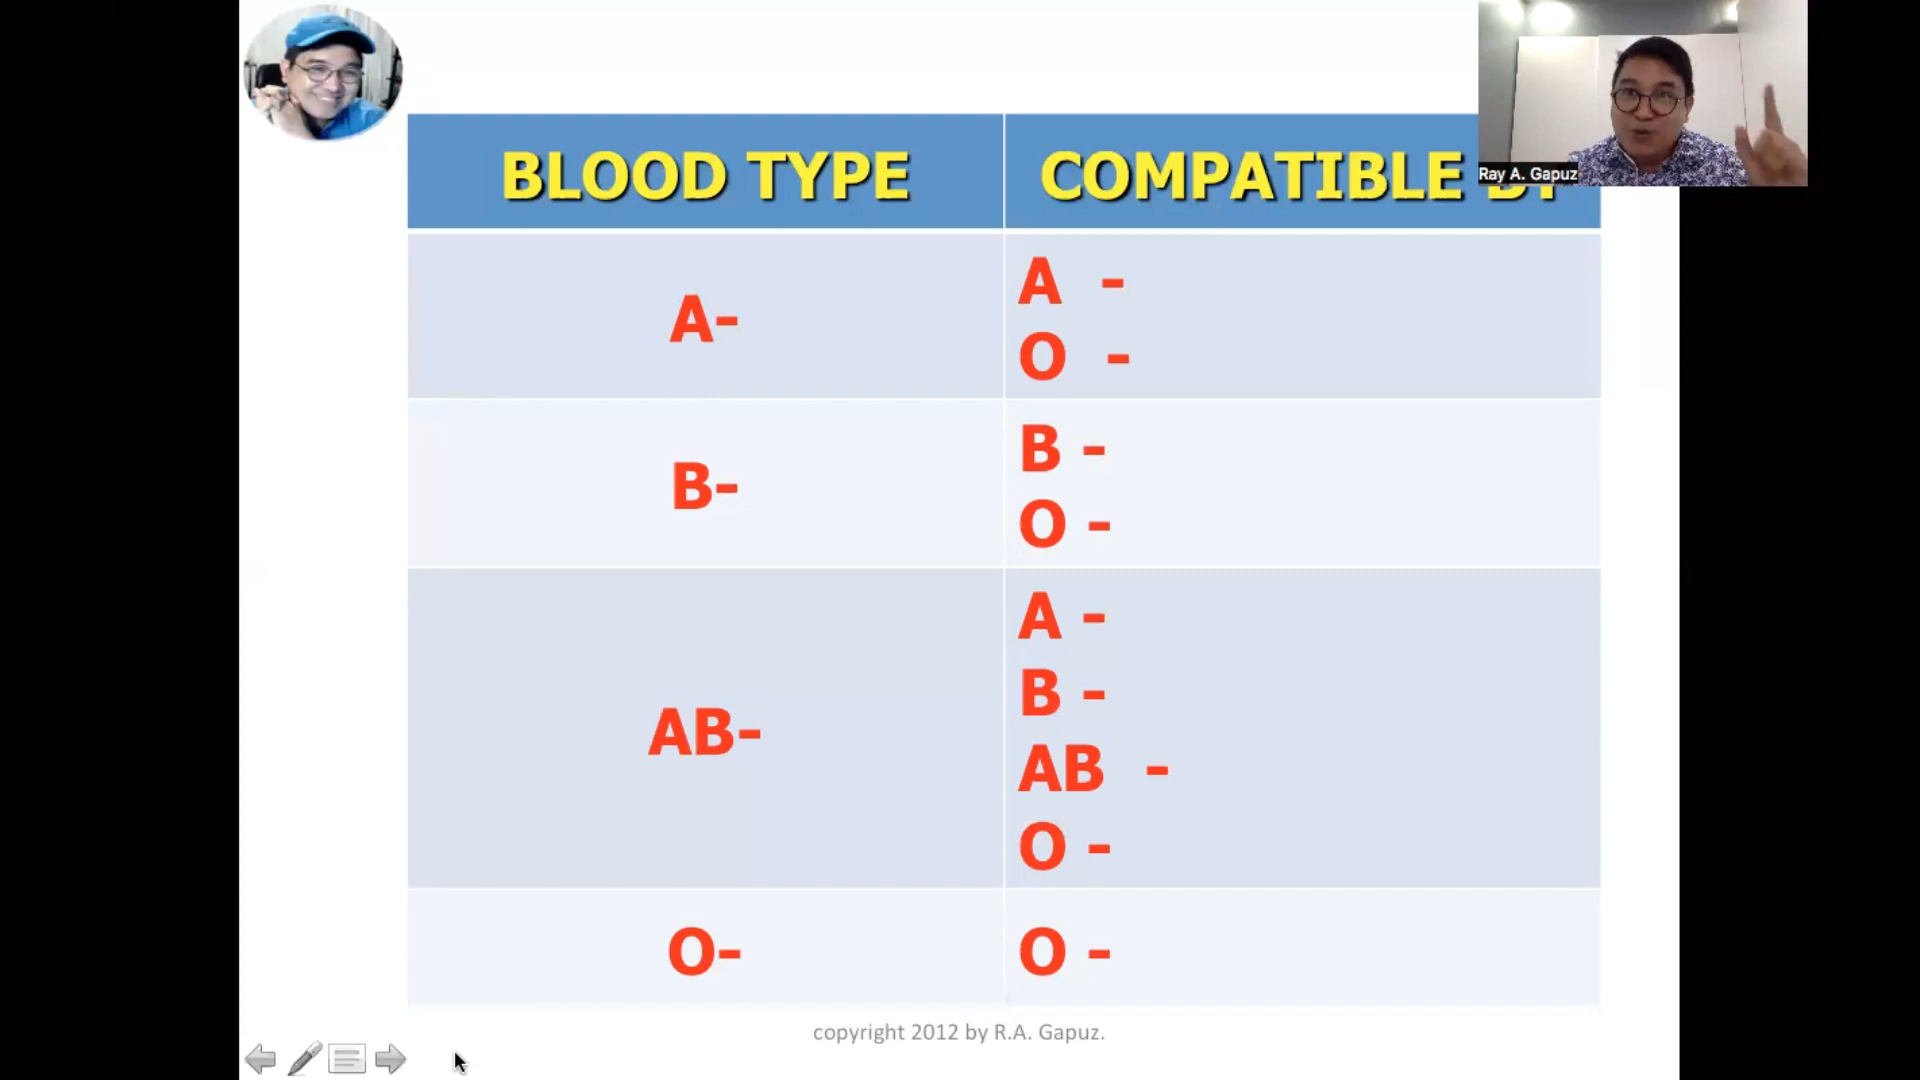 BLOOD TYPE
COMPATIBLE
Ray A. Gapuz
A-
A -
O -
B-
B -
O -
AB-
A -
B -
AB -
O -
O-
O -
copyright 2012 by R.A. Gapuz.